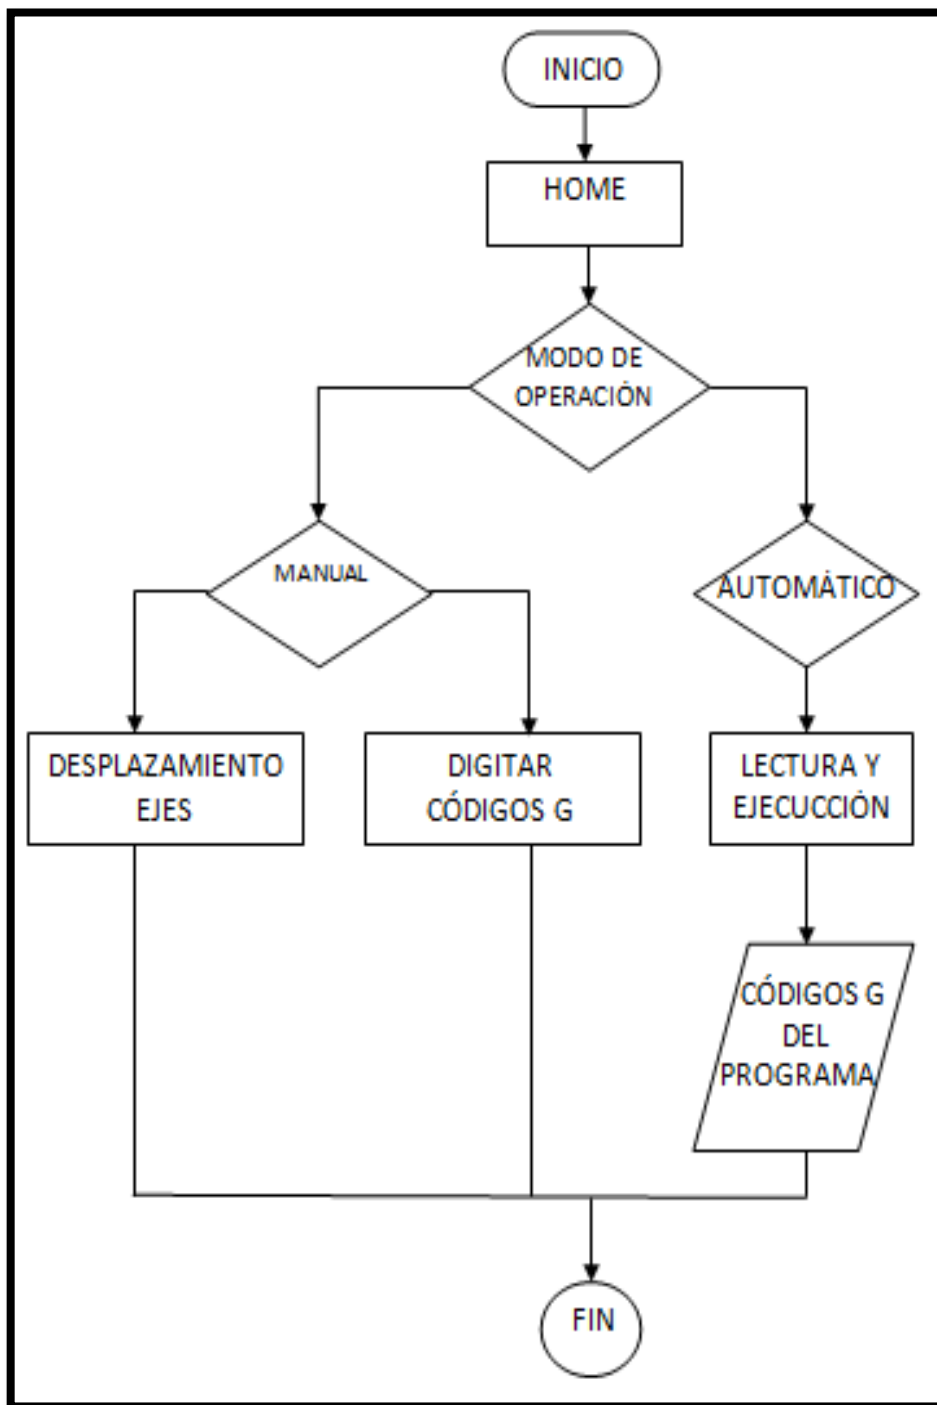 INICIO
HOME
MODO DE
OPERACIÓN
MANUAL
AUTOMÁTICO
DESPLAZAMIENTO
EJES
DIGITAR
CÓDIGOS G
LECTURA Y
EJECUCCIÓN
CÓDIGOS G
DEL
PROGRAMA
FIN